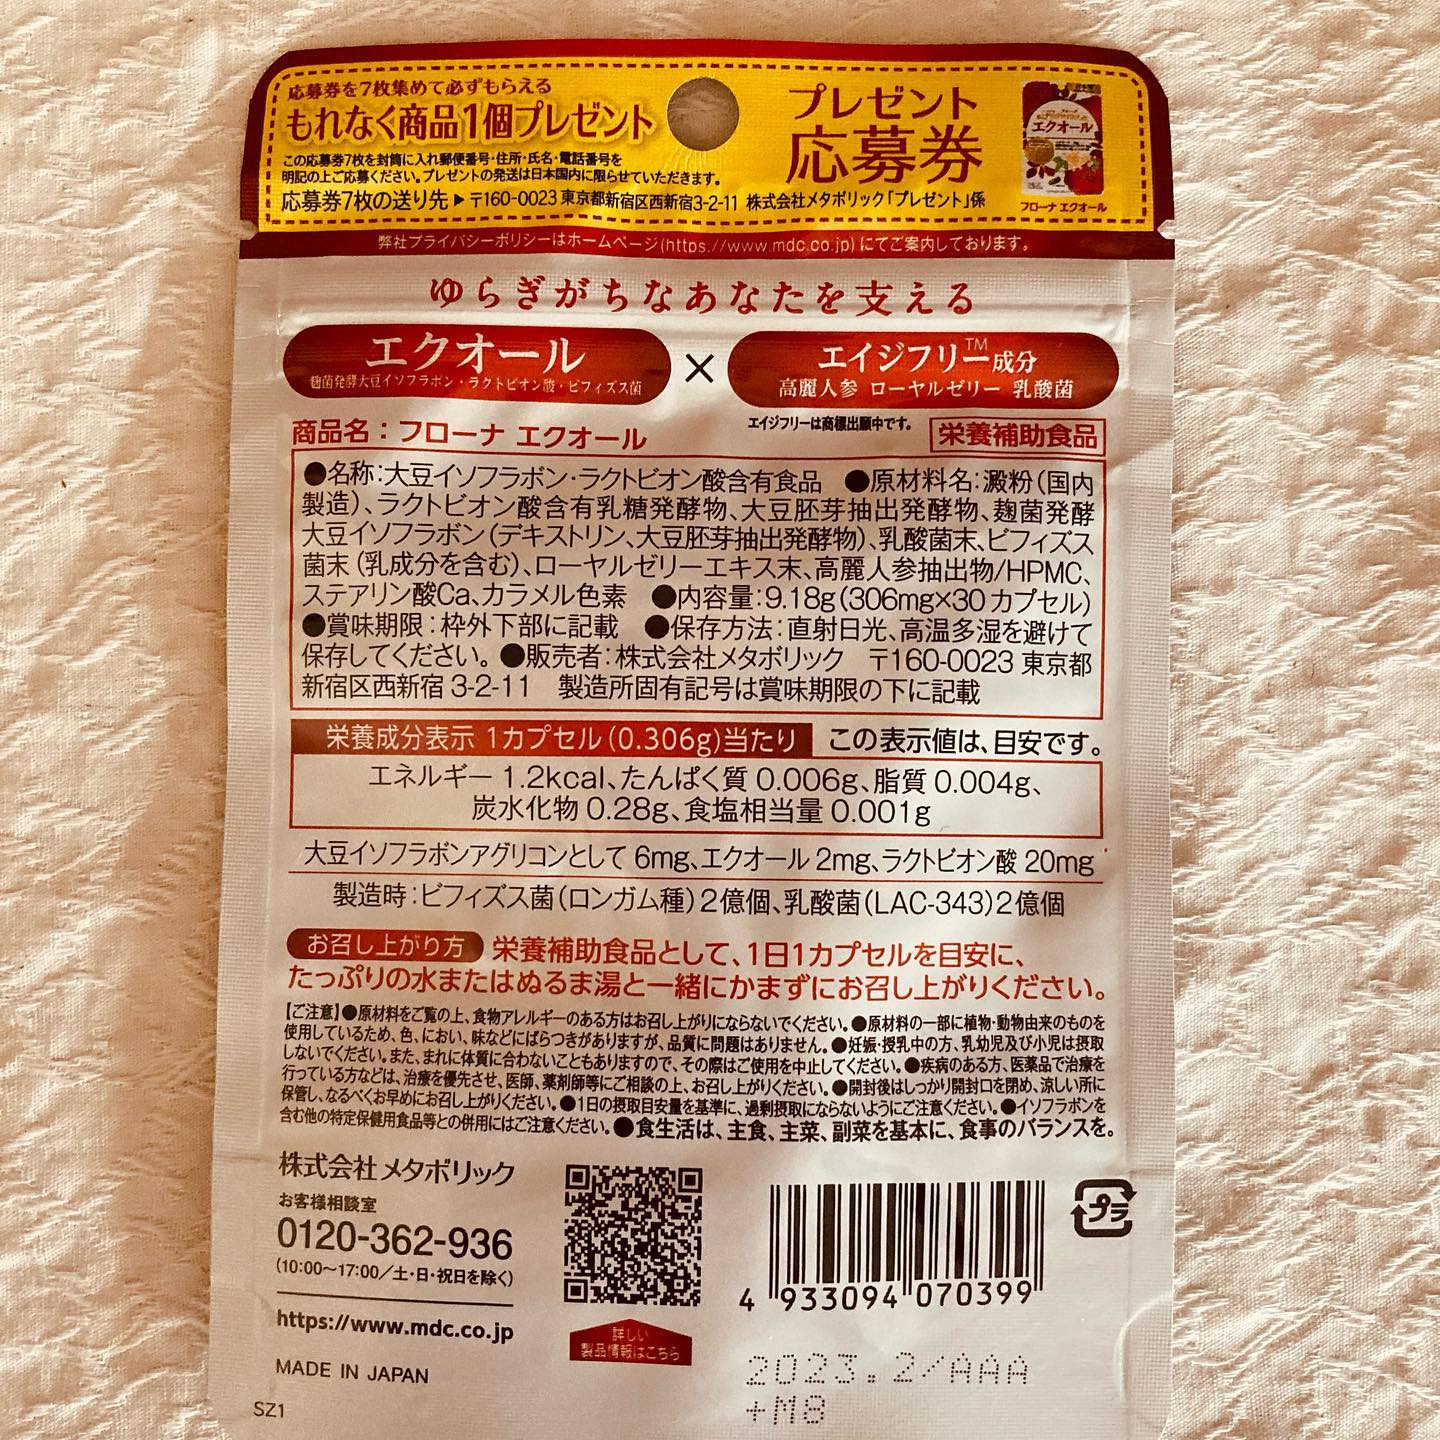 応募券を7枚集めて必ずもらえる
もれなく商品1個プレゼント
この応募券7枚を封筒に入れ郵便番号・住所・氏名・電話番号を
明記の上ご応募ください。プレゼントの発送は日本国内に限らせていただきます。
応募券7枚の送り先▶〒160-0023 東京都新宿区西新宿3-2-11 株式会社メタボリック「プレゼント」係
プレゼント
応募券
エクオール
フローナ エクオール
弊社プライバシーポリシーはホームページ(https://www.mdc.co.jp)にてご案内しております。
ゆらぎがちなあなたを支える
エクオール
麹菌発酵大豆イソフラボン・ラクトビオン酸・ビフィズス菌
×
エイジフリー™成分
高麗人参 ローヤルゼリー 乳酸菌
エイジフリーは商標出願中です。
商品名:フローナ エクオール
栄養補助食品
●名称:大豆イソフラボン・ラクトビオン酸含有食品 ●原材料名:澱粉(国内
製造)、ラクトビオン酸含有乳糖発酵物、大豆胚芽抽出発酵物、麹菌発酵
大豆イソフラボン(デキストリン、大豆胚芽抽出発酵物)、乳酸菌末、ビフィズス
菌末(乳成分を含む)、ローヤルゼリーエキス末、高麗人参抽出物/HPMC、
ステアリン酸Ca、カラメル色素 ●内容量:9.18g(306mg×30カプセル)
●賞味期限:枠外下部に記載 ●保存方法:直射日光、高温多湿を避けて
保存してください。●販売者:株式会社メタボリック 〒160-0023 東京都
新宿区西新宿 3-2-11 製造所固有記号は賞味期限の下に記載
栄養成分表示 1カプセル(0.306g)当たり この表示値は、目安です。
エネルギー 1.2kcal、たんぱく質 0.006g、脂質 0.004g、
炭水化物 0.28g、食塩相当量 0.001g
大豆イソフラボンアグリコンとして 6mg、エクオール 2mg、ラクトビオン酸 20mg
製造時:ビフィズス菌(ロンガム種)2億個、乳酸菌(LAC-343)2億個
お召し上がり方 栄養補助食品として、1日1カプセルを目安に、
たっぷりの水またはぬるま湯と一緒にかまずにお召し上がりください。
【ご注意】●原材料をご覧の上、食物アレルギーのある方はお召し上がりにならないでください。●原材料の一部に植物・動物由来のものを
使用しているため、色、におい、味などにばらつきがありますが、品質に問題はありません。●妊娠・授乳中の方、乳幼児及び小児は摂取
しないでください。また、まれに体質に合わないこともありますので、その際はご使用を中止してください。●疾病のある方、医薬品で治療を
行っている方などは、治療を優先させ、医師、薬剤師等にご相談の上、お召し上がりください。●開封後はしっかり開封口を閉め、涼しい所に
保管し、なるべくお早めにお召し上がりください。●1日の摂取目安量を基準に、過剰摂取にならないようにご注意ください。●イソフラボンを
含む他の特定保健用食品等との併用にはご注意ください。●食生活は、主食、主菜、副菜を基本に、食事のバランスを。
株式会社メタボリック
お客様相談室
0120-362-936
(10:00〜17:00/土・日・祝日を除く)
https://www.mdc.co.jp
MADE IN JAPAN
SZ1
詳しい
製品情報はこちら
4 933094 070399
プラ
2023.2/AAA
+M8